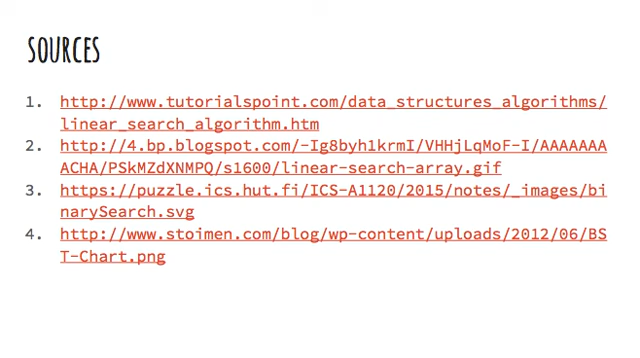 SOURCES
1. http://www.tutorialspoint.com/data_structures_algorithms/
linear_search_algorithm.htm
2. http://4.bp.blogspot.com/-Ig8byh1krmI/VHHjLqMoF-I/AAAAAAA
ACHA/PSkMZdXNMPQ/s1600/linear-search-array.gif
3. https://puzzle.ics.hut.fi/ICS-A1120/2015/notes/_images/bi
narySearch.svg
4. http://www.stoimen.com/blog/wp-content/uploads/2012/06/BS
T-Chart.png